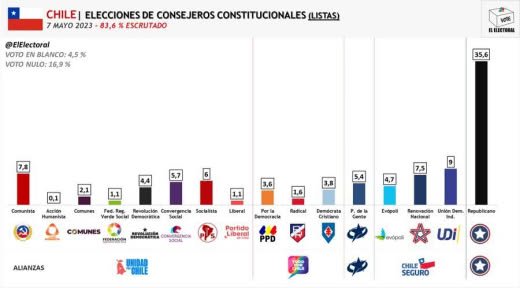 CHILE| ELECCIONES DE CONSEJEROS CONSTITUCIONALES (LISTAS)
7 MAYO 2023 - 83,6 % ESCRUTADO
VOTE
EL ELECTORAL
@ElElectoral
VOTO EN BLANCO: 4,5 %
VOTO NULO: 16,9 %
35,6
7,8 0,1 2,1 1,1 4,4 5,7 6 1,1 3,6 1,6 3,8 5,4 4,7 7,5 9
Comunista Acción Humanista Comunes Fed. Reg. Verde Social Revolución Democrática Convergencia Social Socialista Liberal Por la Democracia Radical Demócrata Cristiano P. de la Gente Evópoli Renovación Nacional Unión Dem. Ind. Republicano
COMUNES FEDERACIÓN REVOLUCIÓN DEMOCRÁTICA CONVERGENCIA SOCIAL PS Partido Liberal PPD evópoli UDI
ALIANZAS UNIDAD CHILE TODO POR CHILE CHILE SEGURO